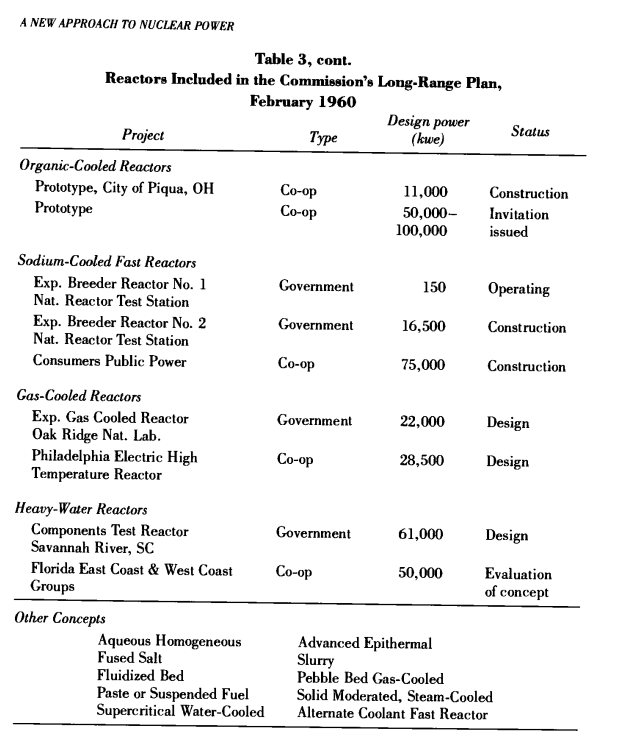 A NEW APPROACH TO NUCLEAR POWER
Table 3, cont.
Reactors Included in the Commission's Long-Range Plan,
February 1960
Project Type Design power (kwe) Status
Organic-Cooled Reactors
Prototype, City of Piqua, OH Co-op 11,000 Construction
Prototype Co-op 50,000– Invitation
100,000 issued
Sodium-Cooled Fast Reactors
Exp. Breeder Reactor No. 1 Government 150 Operating
Nat. Reactor Test Station
Exp. Breeder Reactor No. 2 Government 16,500 Construction
Nat. Reactor Test Station
Consumers Public Power Co-op 75,000 Construction
Gas-Cooled Reactors
Exp. Gas Cooled Reactor Government 22,000 Design
Oak Ridge Nat. Lab.
Philadelphia Electric High Co-op 28,500 Design
Temperature Reactor
Heavy-Water Reactors
Components Test Reactor Government 61,000 Design
Savannah River, SC
Florida East Coast & West Coast Co-op 50,000 Evaluation
Groups of concept
Other Concepts
Aqueous Homogeneous Advanced Epithermal
Fused Salt Slurry
Fluidized Bed Pebble Bed Gas-Cooled
Paste or Suspended Fuel Solid Moderated, Steam-Cooled
Supercritical Water-Cooled Alternate Coolant Fast Reactor